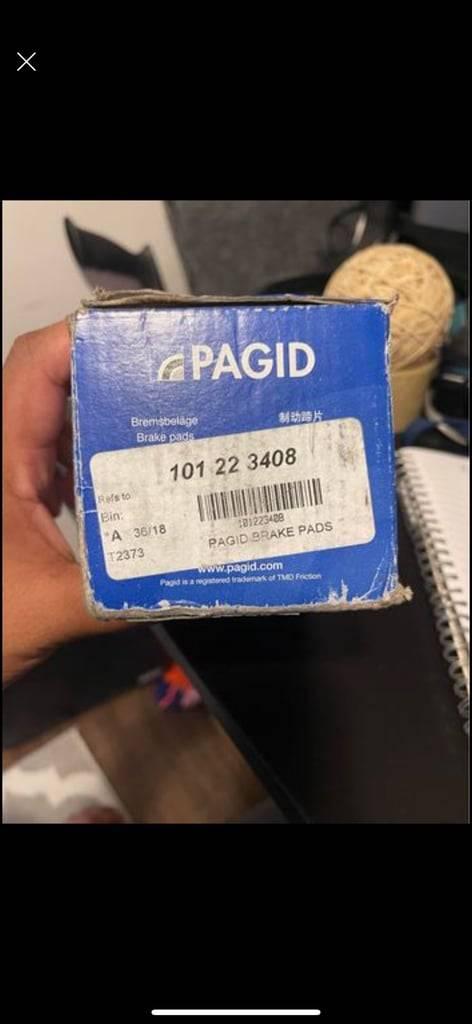 PAGID
Bremsbeläge
制动蹄片
Brake pads
101 22 3408
Refs to
Bin:
101223408
*A 36/18
PAGID BRAKE PADS
T2373
www.pagid.com
Pagid is a registered trademark of TMD Friction